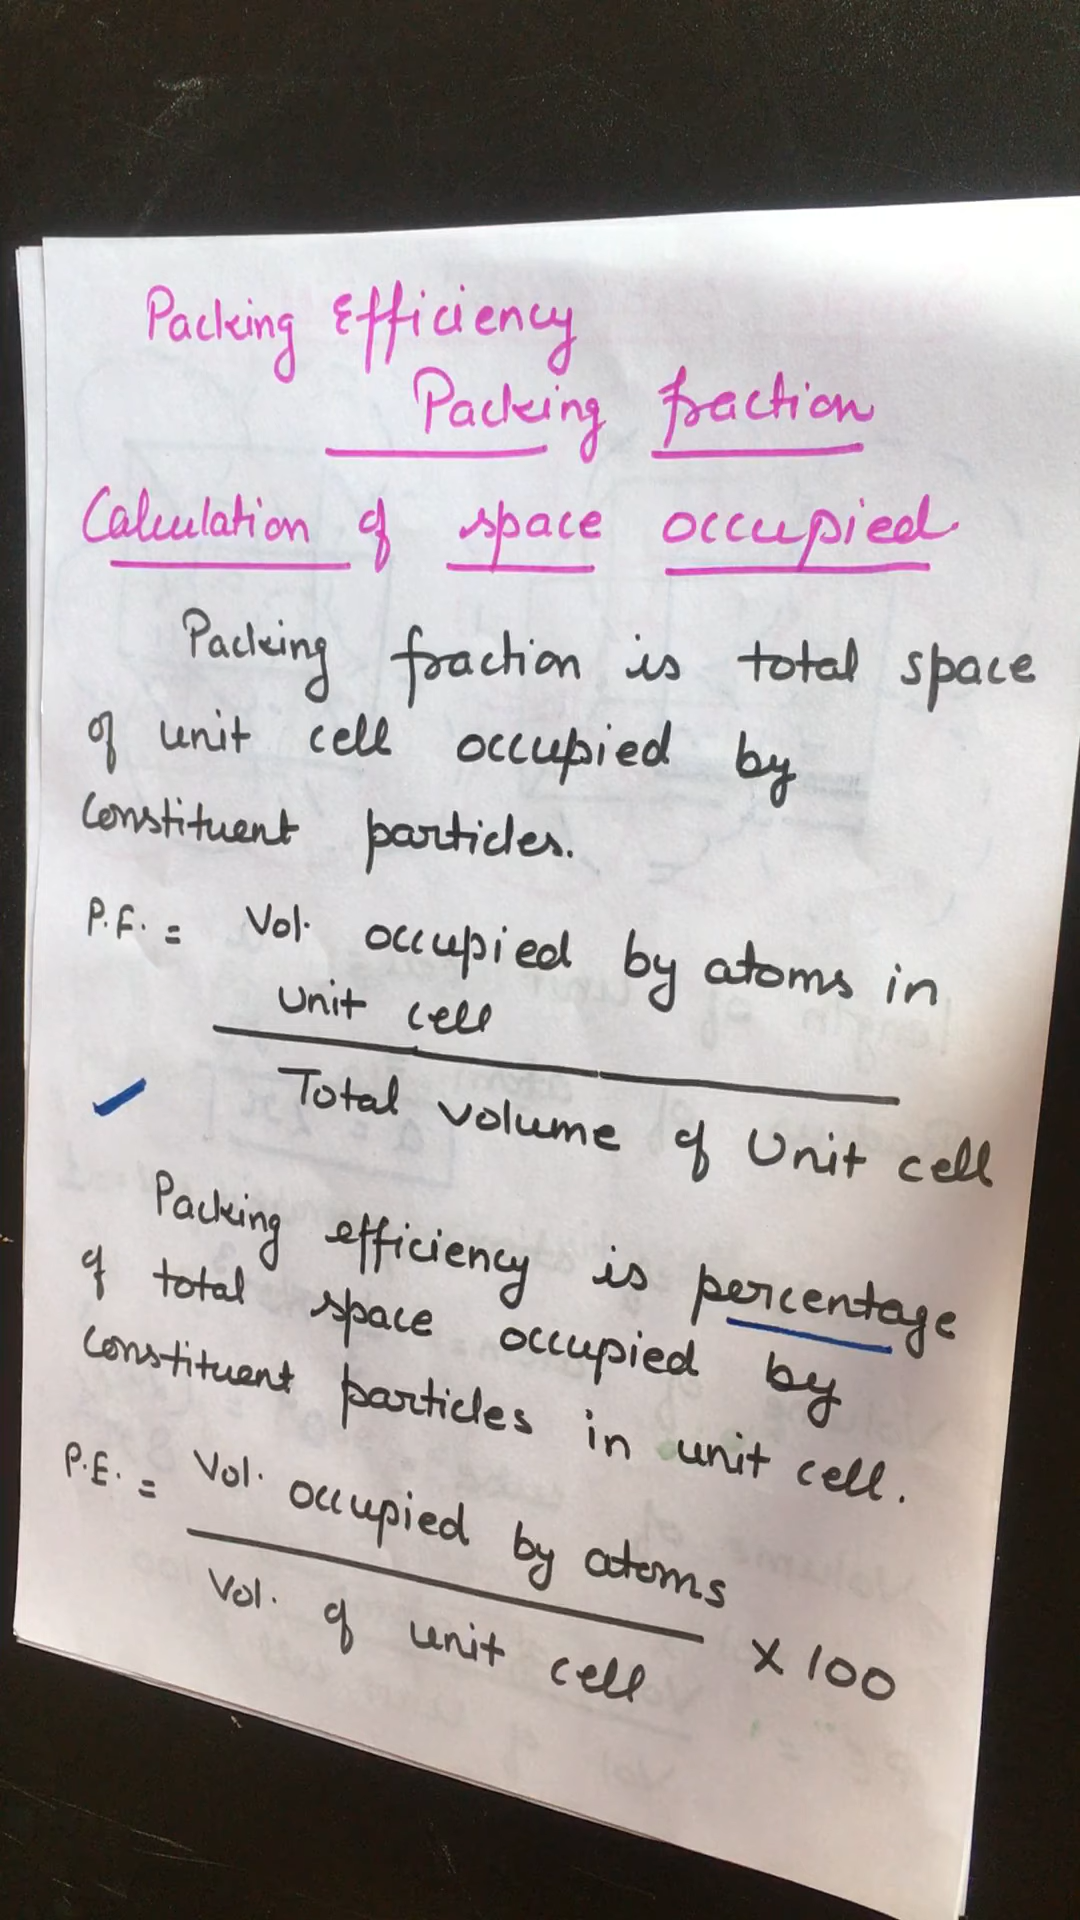 Packing Efficiency
Packing fraction
Calculation of space occupied
Packing fraction is total space
of unit cell occupied by
constituent particles.
P.F. = Vol. occupied by atoms in
unit cell
Total volume of Unit cell
Packing efficiency is percentage
of total space occupied by
constituent particles in unit cell.
P.E. = Vol. occupied by atoms
Vol. of unit cell × 100